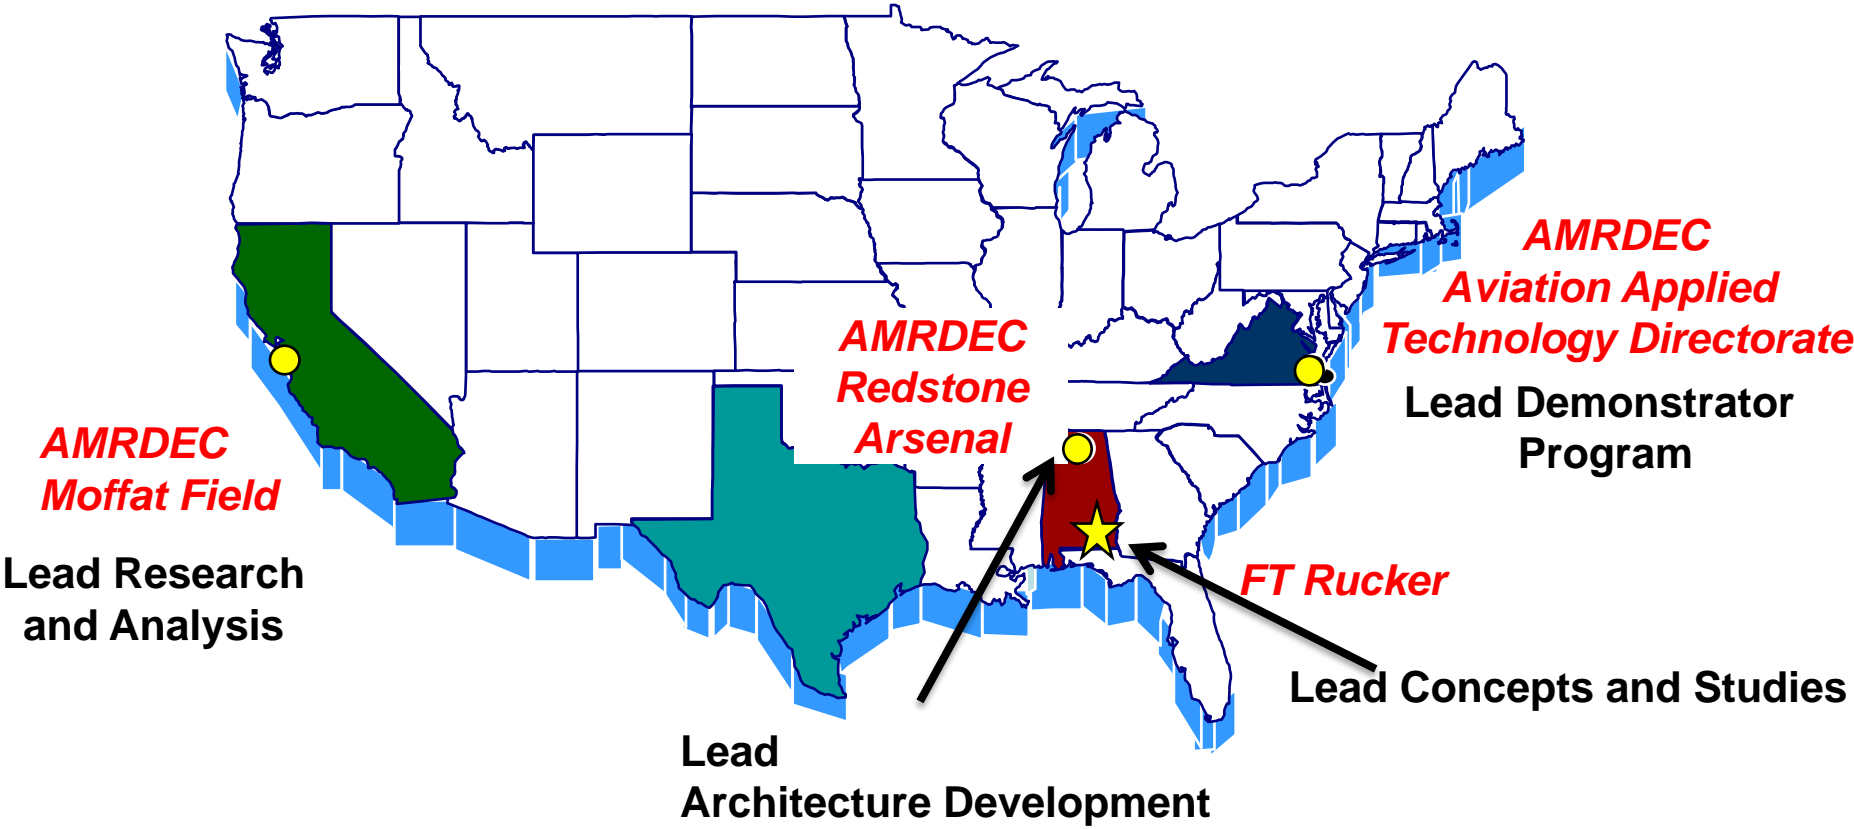 AMRDEC
Aviation Applied
Technology Directorate
Lead Demonstrator
Program
AMRDEC
Redstone
Arsenal
AMRDEC
Moffat Field
Lead Research
and Analysis
FT Rucker
Lead Concepts and Studies
Lead
Architecture Development